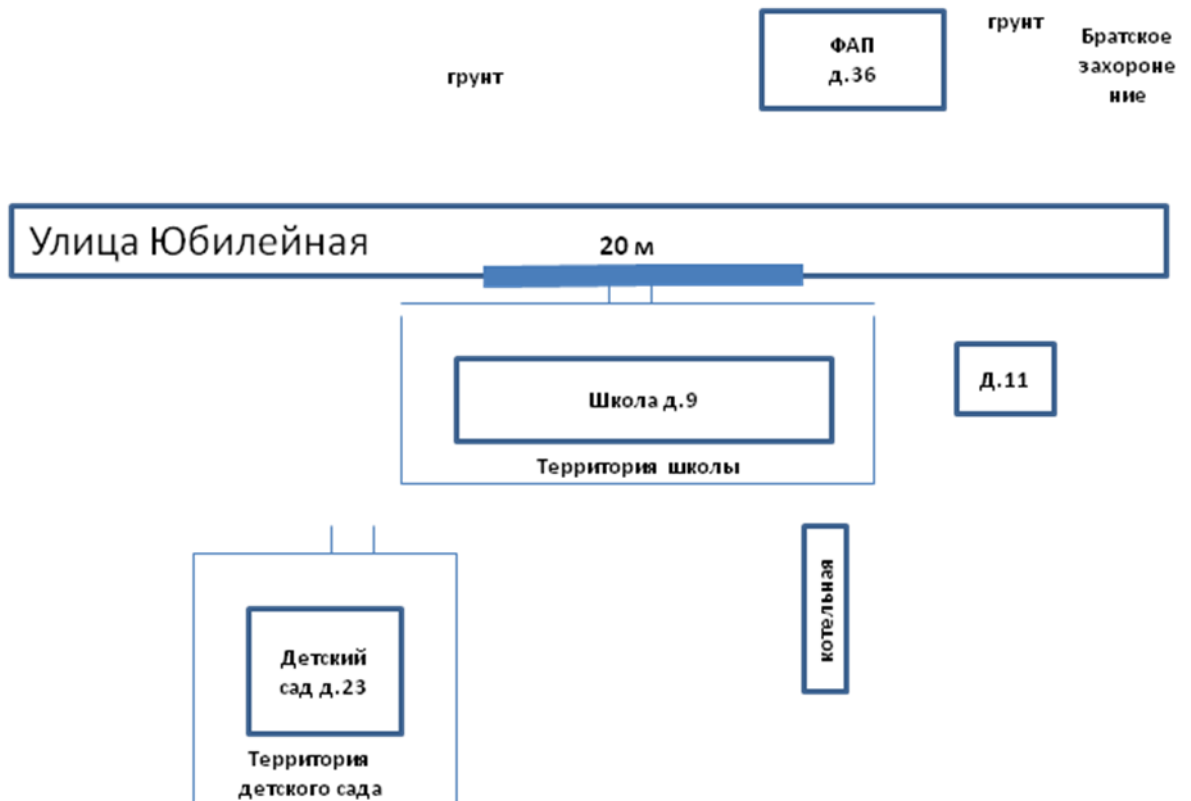 грунт
ФАП
д.36
грунт
Братское
захороне
ние
Улица Юбилейная
20 м
Школа д.9
Территория школы
Д.11
котельная
Детский
сад д.23
Территория
детского сада